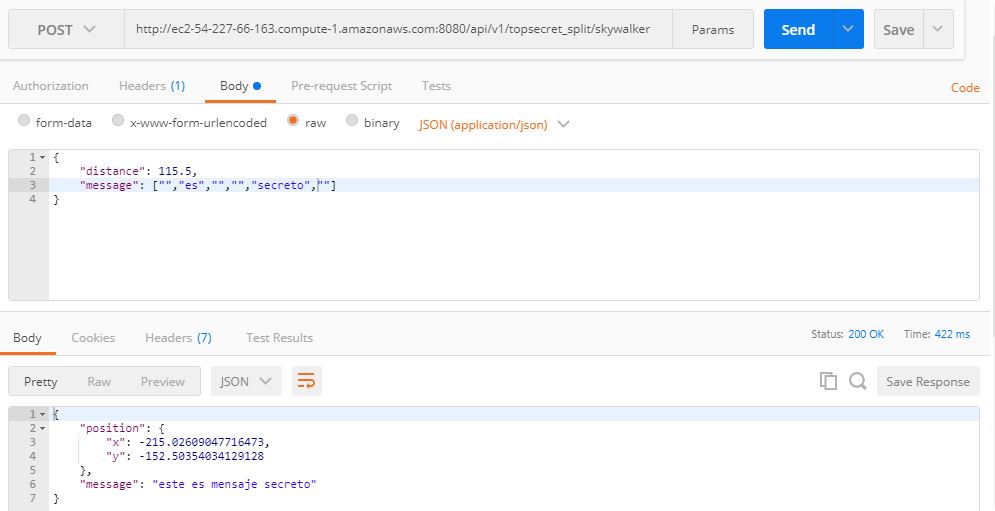 POST http://ec2-54-227-66-163.compute-1.amazonaws.com:8080/api/v1/topsecret_split/skywalker Params Send Save
Authorization Headers (1) Body Pre-request Script Tests Code
form-data x-www-form-urlencoded raw binary JSON (application/json)
1 {
2 "distance": 115.5,
3 "message": ["","es","","","secreto",""]
4 }
Body Cookies Headers (7) Test Results Status: 200 OK Time: 422 ms
Pretty Raw Preview JSON Save Response
1 {
2 "position": {
3 "x": -215.02609047716473,
4 "y": -152.50354034129128
5 },
6 "message": "este es mensaje secreto"
7 }